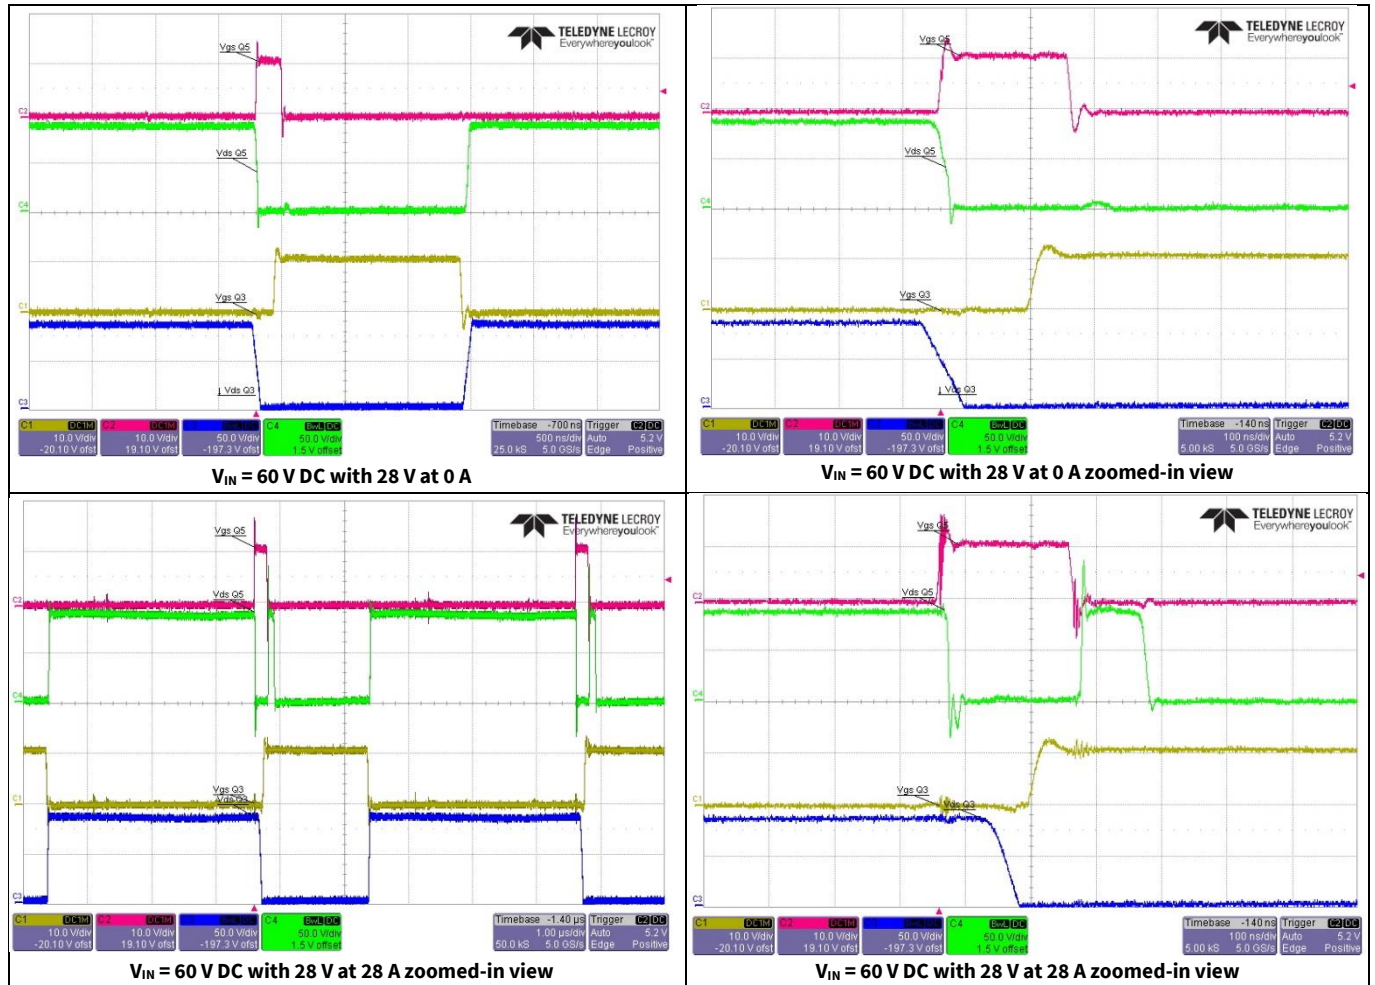 TELEDYNE LECROY
Everywhereyoulook™
Vgs Q5
C2
Vds Q5
C4
Vgs Q3
C1
Vds Q3
C3
C1 DC1M
10.0 V/div
-20.10 V ofst
C2 DC1M
10.0 V/div
19.10 V ofst
BwL DC
50.0 V/div
-197.3 V ofst
C4 BwL DC
50.0 V/div
1.5 V offset
Timebase -700 ns
500 ns/div
25.0 kS 5.0 GS/s
Trigger C2 DC
Auto 5.2 V
Edge Positive
VIN = 60 V DC with 28 V at 0 A
TELEDYNE LECROY
Everywhereyoulook™
Vgs Q5
C2
Vds Q5
C4
Vgs Q3
C1
Vds Q3
C3
C1 DC1M
10.0 V/div
-20.10 V ofst
C2 DC1M
10.0 V/div
19.10 V ofst
BwL DC
50.0 V/div
-197.3 V ofst
C4 BwL DC
50.0 V/div
1.5 V offset
Timebase -140 ns
100 ns/div
5.00 kS 5.0 GS/s
Trigger C2 DC
Auto 5.2 V
Edge Positive
VIN = 60 V DC with 28 V at 0 A zoomed-in view
TELEDYNE LECROY
Everywhereyoulook™
Vgs Q5
C2
Vds Q5
C4
C1
Vgs Q3
Vds Q3
C3
C1 DC1M
10.0 V/div
-20.10 V ofst
C2 DC1M
10.0 V/div
19.10 V ofst
BwL DC
50.0 V/div
-197.3 V ofst
C4 BwL DC
50.0 V/div
1.5 V offset
Timebase -1.40 µs
1.00 µs/div
50.0 kS 5.0 GS/s
Trigger C2 DC
Auto 5.2 V
Edge Positive
VIN = 60 V DC with 28 V at 28 A zoomed-in view
TELEDYNE LECROY
Everywhereyoulook™
Vgs Q5
C2
Vds Q5
C4
Vgs Q3
C1
Vds Q3
C3
C1 DC1M
10.0 V/div
-20.10 V ofst
C2 DC1M
10.0 V/div
19.10 V ofst
BwL DC
50.0 V/div
-197.3 V ofst
C4 BwL DC
50.0 V/div
1.5 V offset
Timebase -140 ns
100 ns/div
5.00 kS 5.0 GS/s
Trigger C2 DC
Auto 5.2 V
Edge Positive
VIN = 60 V DC with 28 V at 28 A zoomed-in view